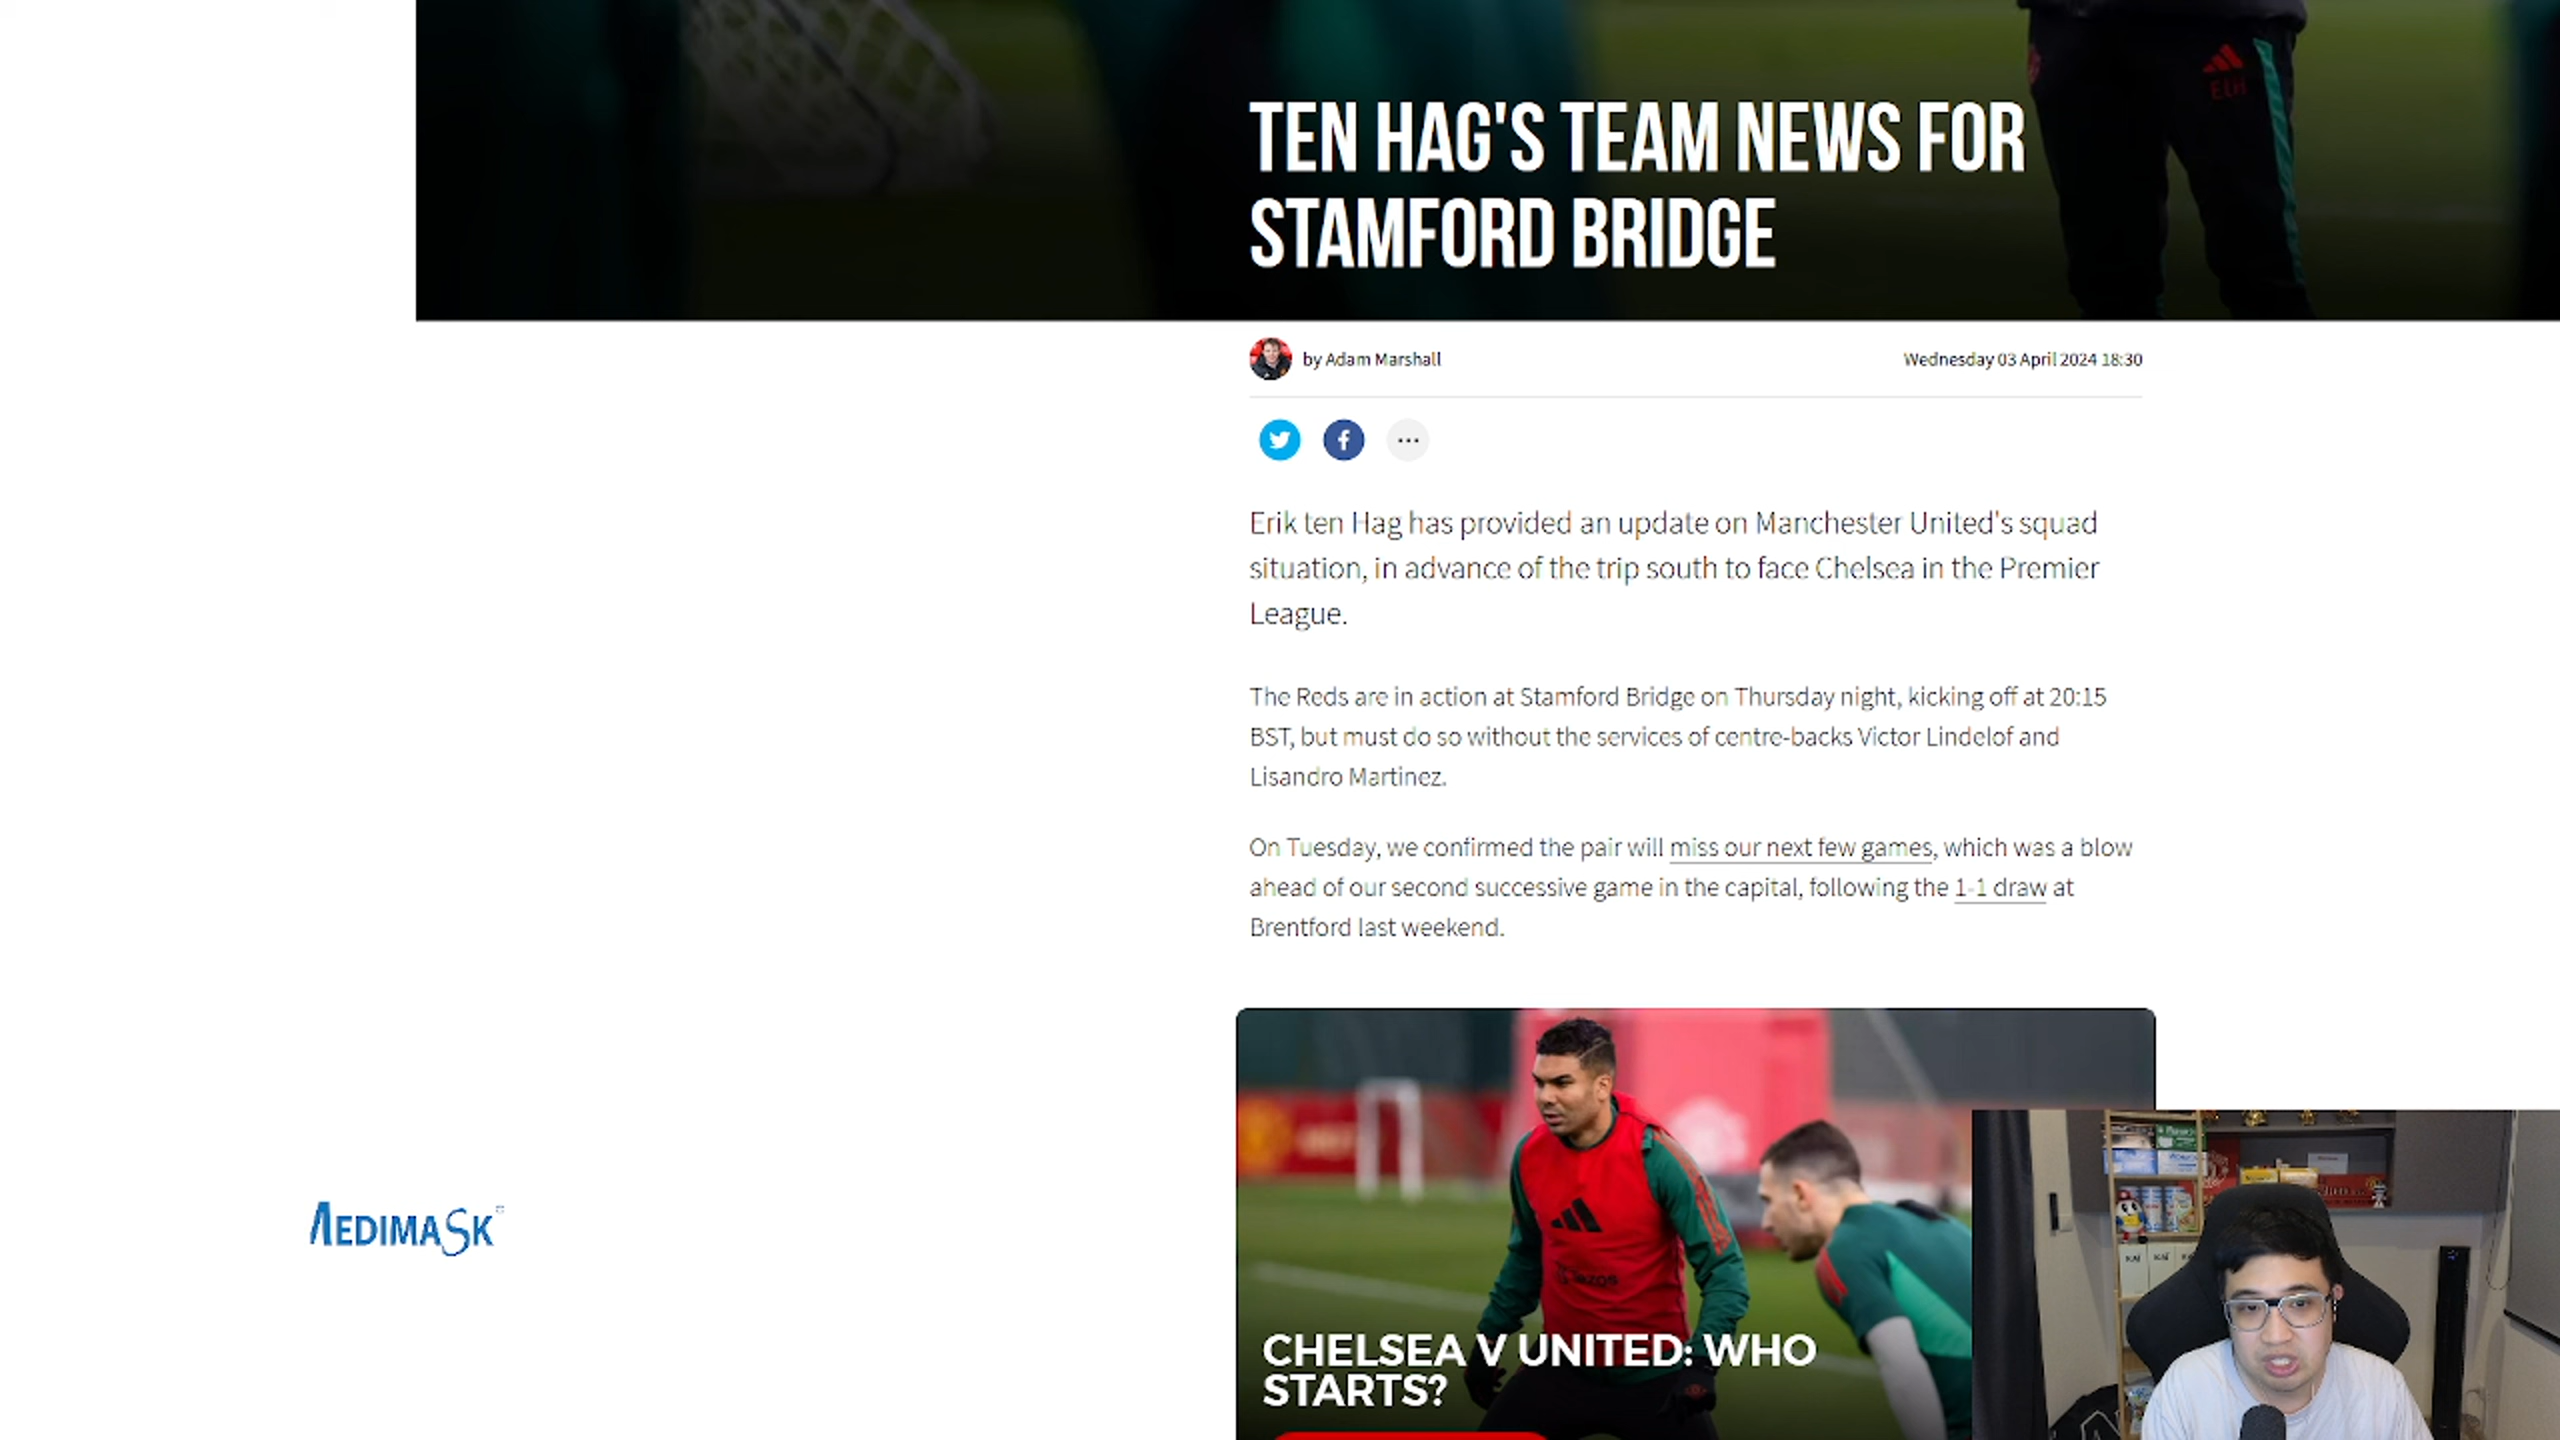 ETH
TEN HAG'S TEAM NEWS FOR
STAMFORD BRIDGE
by Adam Marshall
Wednesday 03 April 2024 18:30
Erik ten Hag has provided an update on Manchester United's squad
situation, in advance of the trip south to face Chelsea in the Premier
League.
The Reds are in action at Stamford Bridge on Thursday night, kicking off at 20:15
BST, but must do so without the services of centre-backs Victor Lindelof and
Lisandro Martinez.
On Tuesday, we confirmed the pair will miss our next few games, which was a blow
ahead of our second successive game in the capital, following the 1-1 draw at
Brentford last weekend.
MEDIMASK
Tezos
CHELSEA V UNITED: WHO
STARTS?